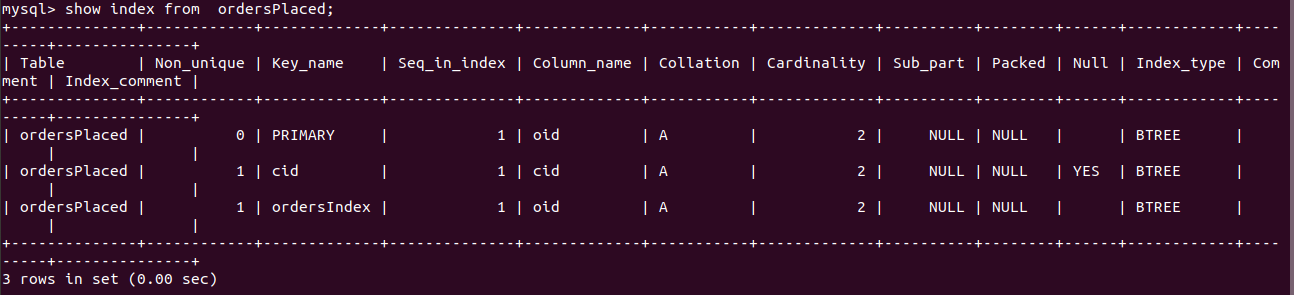 mysql> show index from  ordersPlaced;
+--------------+------------+-------------+--------------+-------------+-----------+-------------+----------+--------+------+------------+----
-----+---------------+
| Table        | Non_unique | Key_name    | Seq_in_index | Column_name | Collation | Cardinality | Sub_part | Packed | Null | Index_type | Com
ment | Index_comment |
+--------------+------------+-------------+--------------+-------------+-----------+-------------+----------+--------+------+------------+----
-----+---------------+
| ordersPlaced |          0 | PRIMARY     |            1 | oid         | A         |           2 |     NULL | NULL   |      | BTREE      |
     |               |
| ordersPlaced |          1 | cid         |            1 | cid         | A         |           2 |     NULL | NULL   | YES  | BTREE      |
     |               |
| ordersPlaced |          1 | ordersIndex |            1 | oid         | A         |           2 |     NULL | NULL   |      | BTREE      |
     |               |
+--------------+------------+-------------+--------------+-------------+-----------+-------------+----------+--------+------+------------+----
-----+---------------+
3 rows in set (0.00 sec)